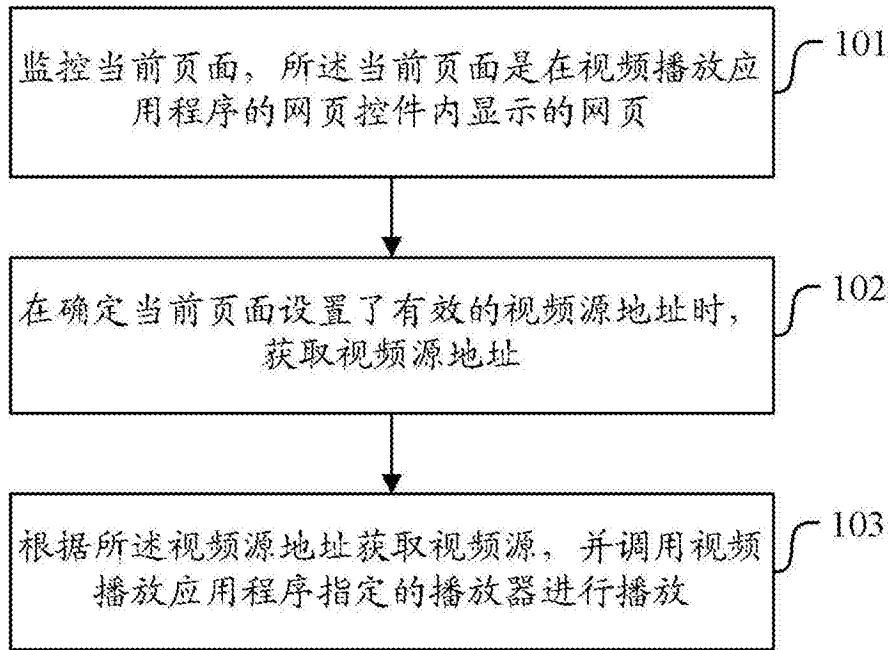 监控当前页面，所述当前页面是在视频播放应
用程序的网页控件内显示的网页
101
在确定当前页面设置了有效的视频源地址时，
获取视频源地址
102
根据所述视频源地址获取视频源，并调用视频
播放应用程序指定的播放器进行播放
103